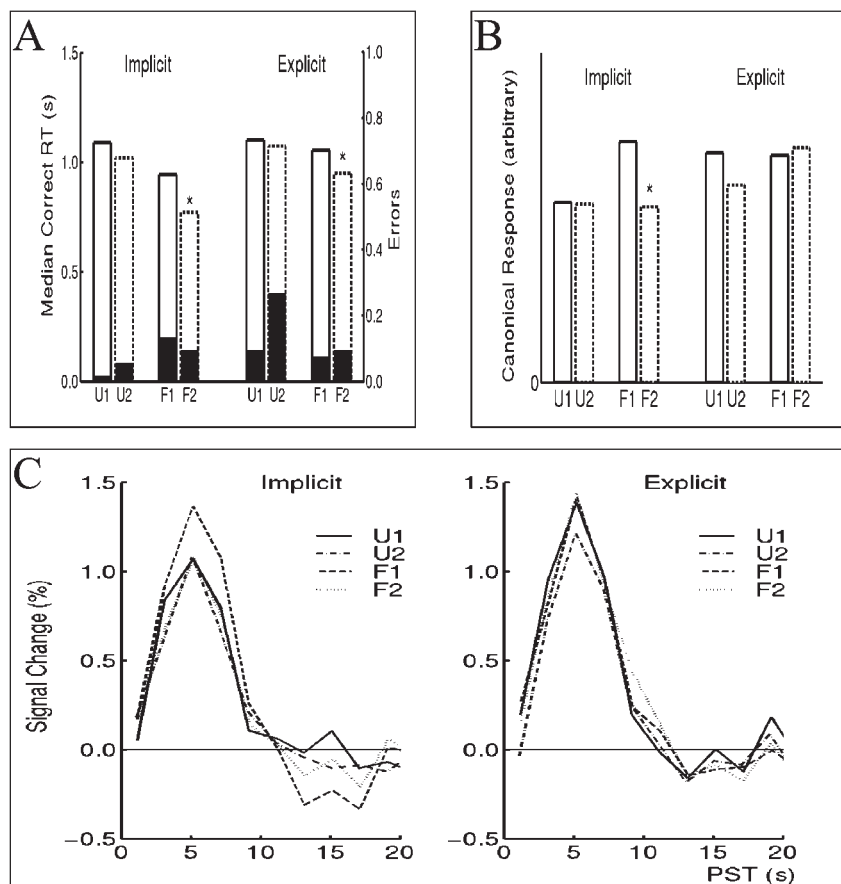 A
1.5
1.0
0.5
0.0
Median Correct RT (s)
Implicit
Explicit
*
*
1.0
0.8
0.6
0.4
0.2
0.0
Errors
U1 U2 F1 F2 U1 U2 F1 F2
B
Canonical Response (arbitrary)
0
Implicit
Explicit
*
U1 U2 F1 F2 U1 U2 F1 F2
C
Signal Change (%)
1.5
1.0
0.5
0.0
−0.5
Implicit
U1
U2
F1
F2
0 5 10 15 20
1.5
1.0
0.5
0.0
−0.5
Explicit
U1
U2
F1
F2
0 5 10 15 20
PST (s)